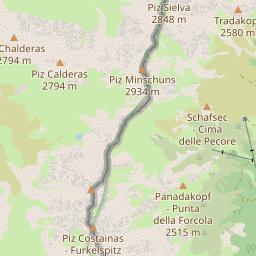 Piz Sielva
2848 m
Tradako
2580 m
Chalderas
2794 m
Piz Calderas
2794 m
Piz Minschuns
2934 m
Schafsec
- Cima
delle Pecore
Panadakopf
- Punta
della Forcola
2515 m
Piz Costainas
- Furkelspitz